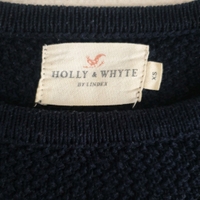 HOLLY & WHYTE
BY LINDEX
XS